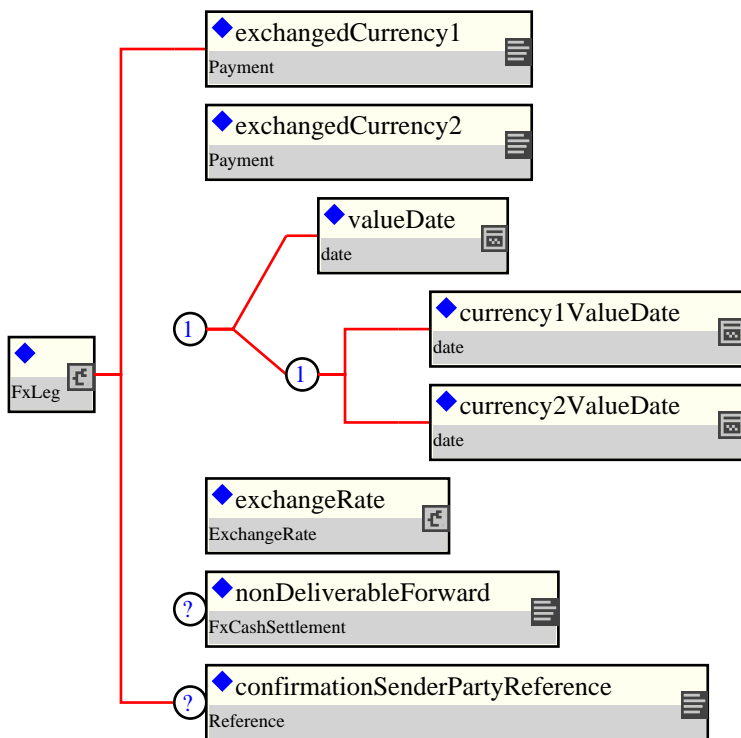 exchangedCurrency1
Payment
exchangedCurrency2
Payment
valueDate
date
1
currency1ValueDate
date
FxLeg
1
currency2ValueDate
date
exchangeRate
ExchangeRate
?
nonDeliverableForward
FxCashSettlement
?
confirmationSenderPartyReference
Reference